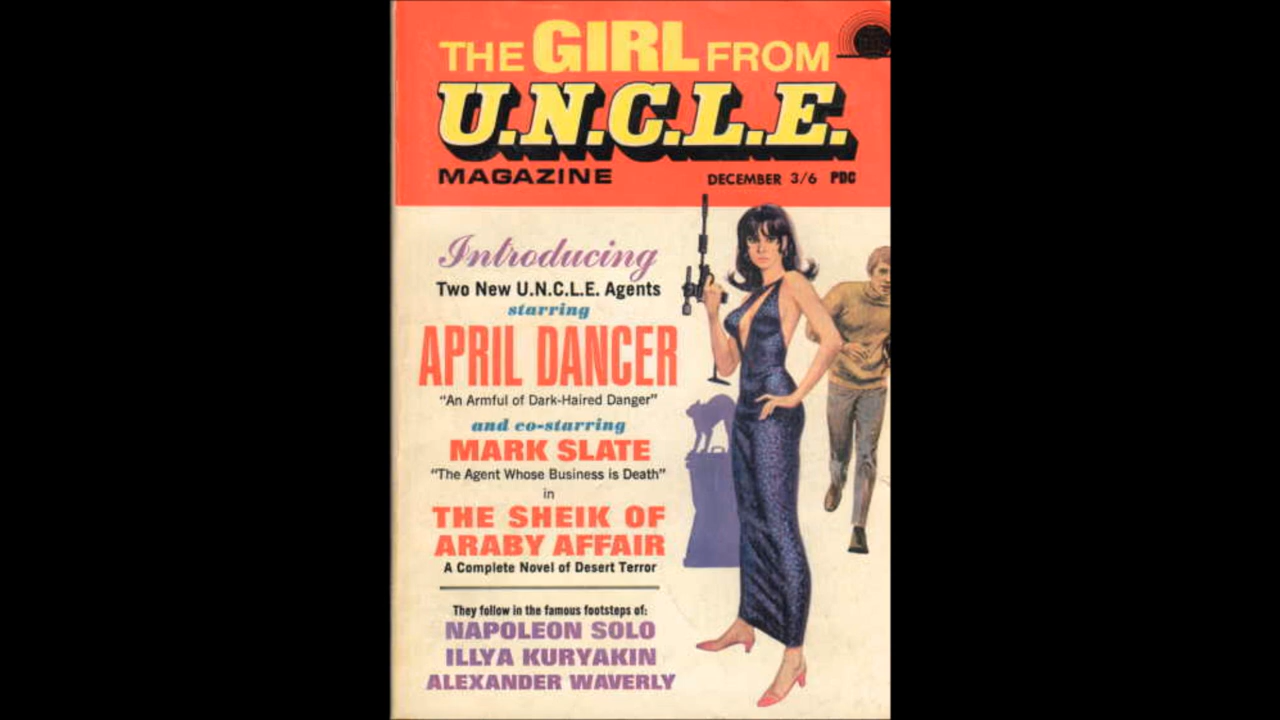 THE GIRL FROM
U.N.C.L.E.
MAGAZINE DECEMBER 3/6 PDC
Introducing
Two New U.N.C.L.E. Agents
starring
APRIL DANCER
"An Armful of Dark-Haired Danger"
and co-starring
MARK SLATE
"The Agent Whose Business is Death"
in
THE SHEIK OF
ARABY AFFAIR
A Complete Novel of Desert Terror
They follow in the famous footsteps of:
NAPOLEON SOLO
ILLYA KURYAKIN
ALEXANDER WAVERLY